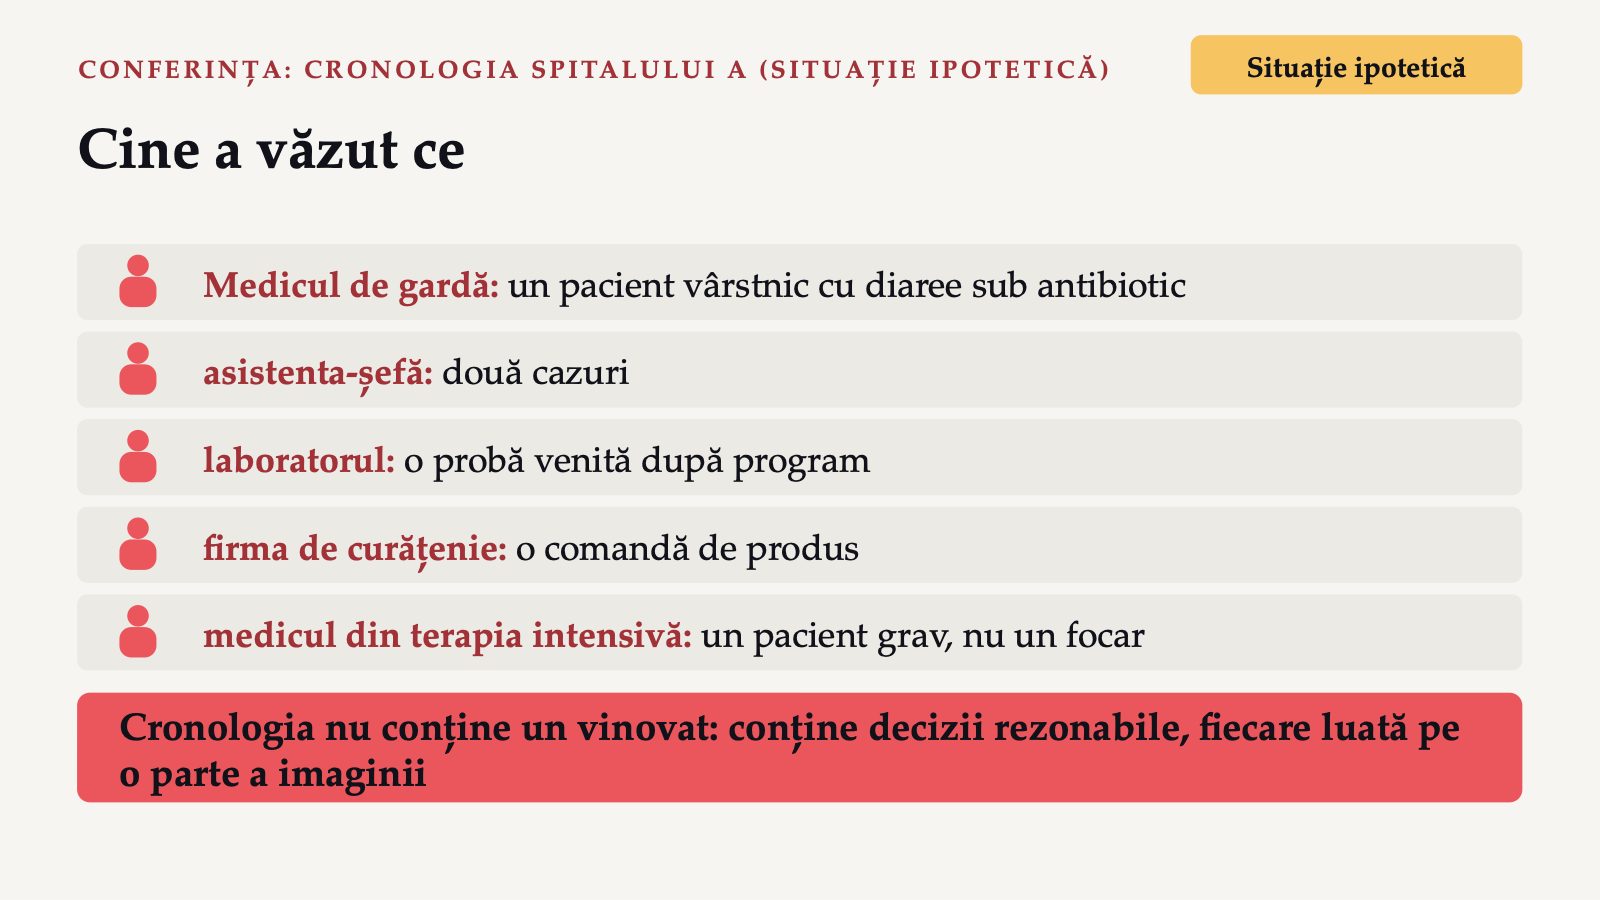 CONFERINȚA: CRONOLOGIA SPITALULUI A (SITUAȚIE IPOTETICĂ)
Situație ipotetică
Cine a văzut ce
Medicul de gardă: un pacient vârstnic cu diaree sub antibiotic
asistenta-șefă: două cazuri
laboratorul: o probă venită după program
firma de curățenie: o comandă de produs
medicul din terapia intensivă: un pacient grav, nu un focar
Cronologia nu conține un vinovat: conține decizii rezonabile, fiecare luată pe
o parte a imaginii